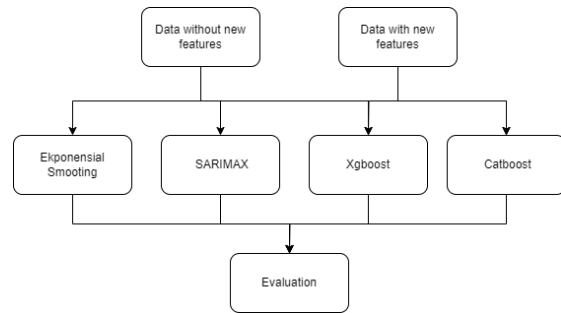 Data without new
features
Data with new
features
Ekponensial
Smooting
SARIMAX
Xgboost
Catboost
Evaluation